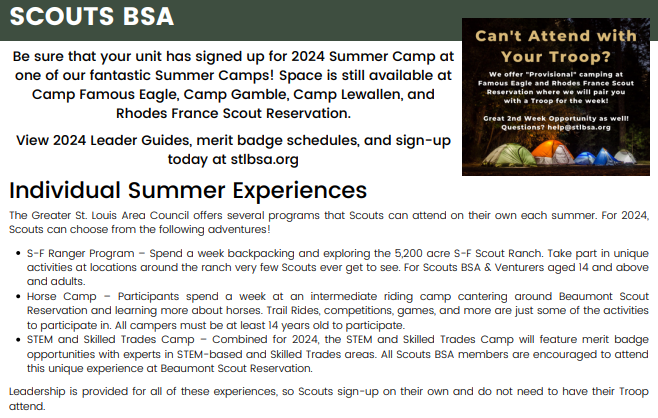 SCOUTS BSA
Be sure that your unit has signed up for 2024 Summer Camp at
one of our fantastic Summer Camps! Space is still available at
Camp Famous Eagle, Camp Gamble, Camp Lewallen, and
Rhodes France Scout Reservation.
View 2024 Leader Guides, merit badge schedules, and sign-up
today at stlbsa.org
Can't Attend with
Your Troop?
We offer "Provisional" camping at
Famous Eagle and Rhodes France Scout
Reservation where we will pair you
with a Troop for the week!
Great 2nd Week Opportunity as well!
Questions? help@stlbsa.org
Individual Summer Experiences
The Greater St. Louis Area Council offers several programs that Scouts can attend on their own each summer. For 2024,
Scouts can choose from the following adventures!
• S-F Ranger Program – Spend a week backpacking and exploring the 5,200 acre S-F Scout Ranch. Take part in unique
activities at locations around the ranch very few Scouts ever get to see. For Scouts BSA & Venturers aged 14 and above
and adults.
• Horse Camp – Participants spend a week at an intermediate riding camp cantering around Beaumont Scout
Reservation and learning more about horses. Trail Rides, competitions, games, and more are just some of the activities
to participate in. All campers must be at least 14 years old to participate.
• STEM and Skilled Trades Camp – Combined for 2024, the STEM and Skilled Trades Camp will feature merit badge
opportunities with experts in STEM-based and Skilled Trades areas. All Scouts BSA members are encouraged to attend
this unique experience at Beaumont Scout Reservation.
Leadership is provided for all of these experiences, so Scouts sign-up on their own and do not need to have their Troop
attend.